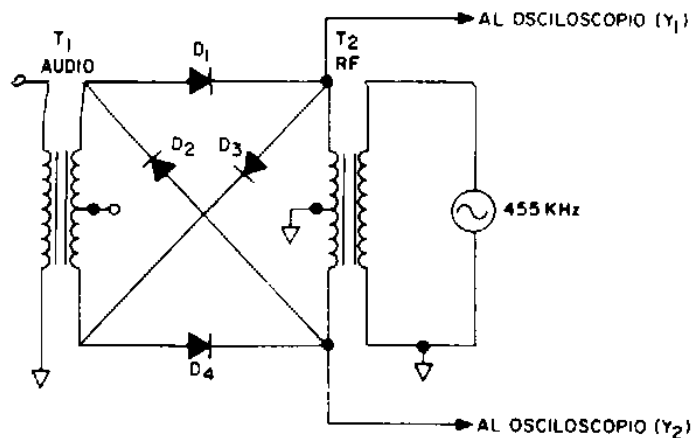 AL OSCILOSCOPIO (Y1)
T1
AUDIO
D1
T2
RF
D2
D3
455 KHz
D4
AL OSCILOSCOPIO (Y2)